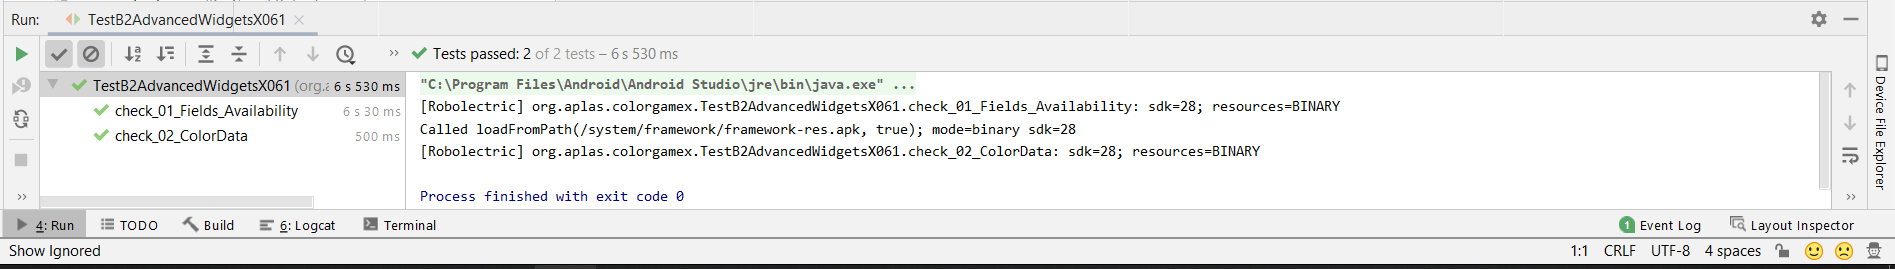 Run: TestB2AdvancedWidgetsX061
Tests passed: 2 of 2 tests – 6 s 530 ms
TestB2AdvancedWidgetsX061 (org.a 6 s 530 ms
check_01_Fields_Availability 6 s 30 ms
check_02_ColorData 500 ms
"C:\Program Files\Android\Android Studio\jre\bin\java.exe" ...
[Robolectric] org.aplas.colorgamex.TestB2AdvancedWidgetsX061.check_01_Fields_Availability: sdk=28; resources=BINARY
Called loadFromPath(/system/framework/framework-res.apk, true); mode=binary sdk=28
[Robolectric] org.aplas.colorgamex.TestB2AdvancedWidgetsX061.check_02_ColorData: sdk=28; resources=BINARY
Process finished with exit code 0
Device File Explorer
4: Run TODO Build 6: Logcat Terminal 1 Event Log Layout Inspector
Show Ignored 1:1 CRLF UTF-8 4 spaces